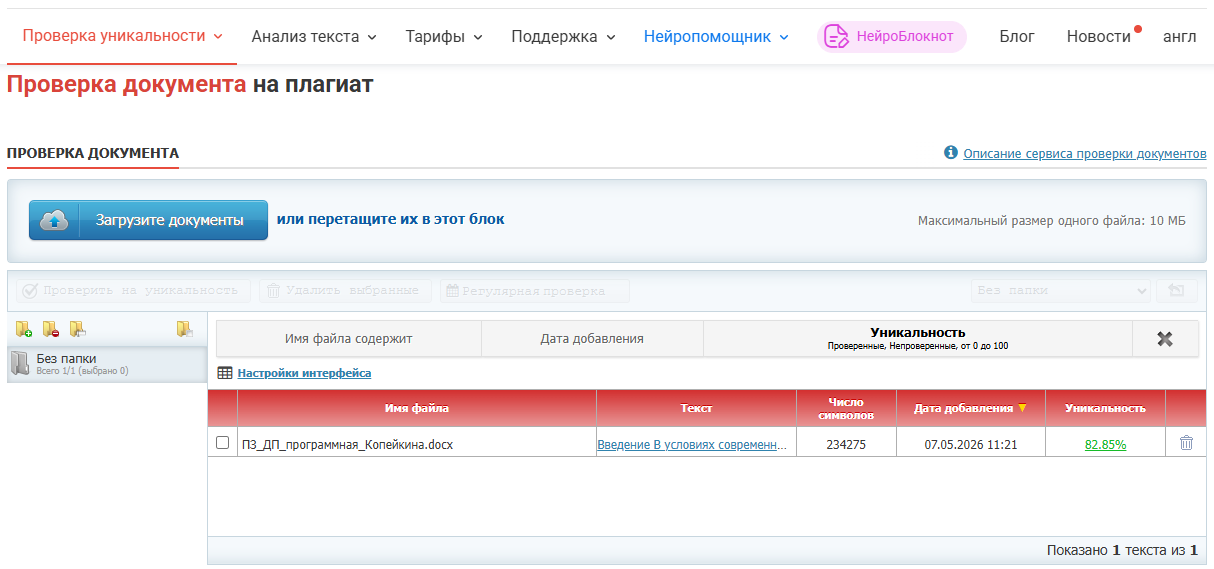 Проверка уникальности Анализ текста Тарифы Поддержка Нейропомощник НейроБлокнот Блог Новости англ
Проверка документа на плагиат
ПРОВЕРКА ДОКУМЕНТА Описание сервиса проверки документов
Загрузите документы или перетащите их в этот блок Максимальный размер одного файла: 10 МБ
Проверить на уникальность Удалить выбранные Регулярная проверка Без папки
Имя файла содержит Дата добавления Уникальность
Проверенные, Непроверенные, от 0 до 100
Без папки
Всего 1/1 (выбрано 0)
Настройки интерфейса
Имя файла Текст Число символов Дата добавления Уникальность
ПЗ_ДП_программная_Копейкина.docx Введение В условиях современн... 234275 07.05.2026 11:21 82.85%
Показано 1 текста из 1